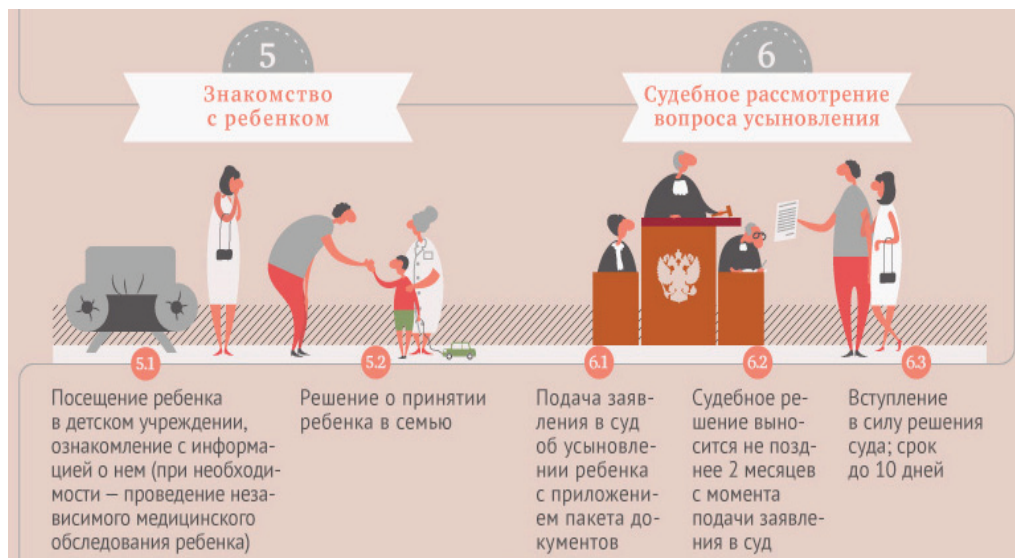 5
Знакомство
с ребенком
6
Судебное рассмотрение
вопроса усыновления
5.1
Посещение ребенка
в детском учреждении,
ознакомление с информа-
цией о нем (при необходи-
мости — проведение неза-
висимого медицинского
обследования ребенка)
5.2
Решение о принятии
ребенка в семью
6.1
Подача заяв-
ления в суд
об усыновле-
нии ребенка
с приложени-
ем пакета до-
кументов
6.2
Судебное ре-
шение выно-
сится не позд-
нее 2 месяцев
с момента
подачи заявле-
ния в суд
6.3
Вступление
в силу решения
суда; срок
до 10 дней